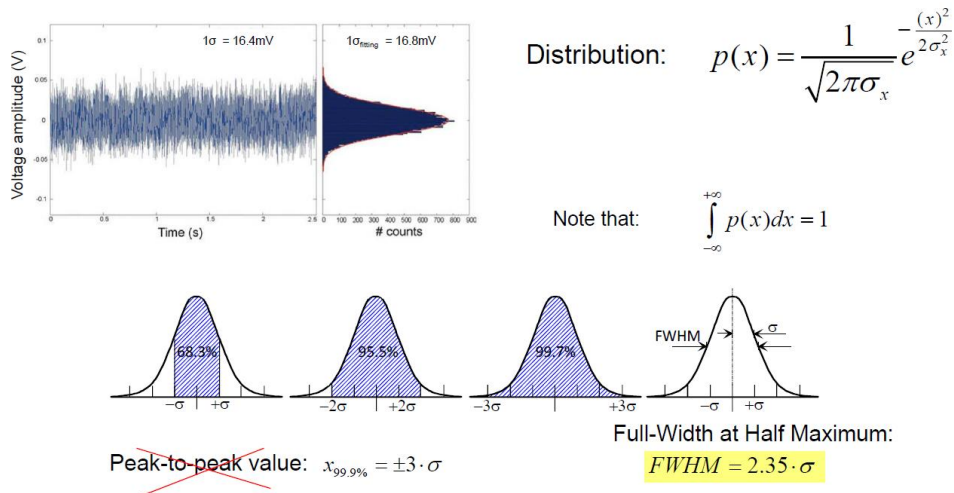 1σ = 16.4mV
1σfitting = 16.8mV
Voltage amplitude (V)
0.1
0.05
0
-0.05
-0.1
0 0.5 1 1.5 2 2.5
Time (s)
0 100 200 300 400 500 600 700 800 900
# counts
Distribution: p(x) = 1/√(2πσₓ) e^(-(x)²/(2σₓ²))
Note that: ∫₋∞^+∞ p(x)dx = 1
68.3%
−σ +σ
95.5%
−2σ +2σ
99.7%
−3σ +3σ
FWHM
σ
−σ +σ
Peak-to-peak value: x99.9% = ±3·σ
Full-Width at Half Maximum:
FWHM = 2.35·σ